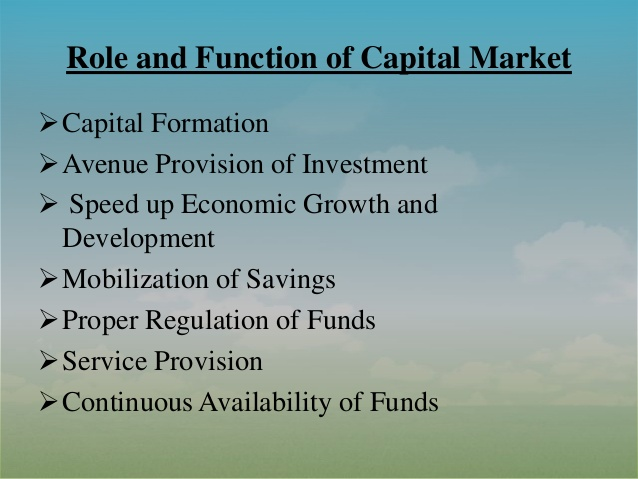 Role and Function of Capital Market
➢Capital Formation
➢Avenue Provision of Investment
➢ Speed up Economic Growth and
Development
➢Mobilization of Savings
➢Proper Regulation of Funds
➢Service Provision
➢Continuous Availability of Funds